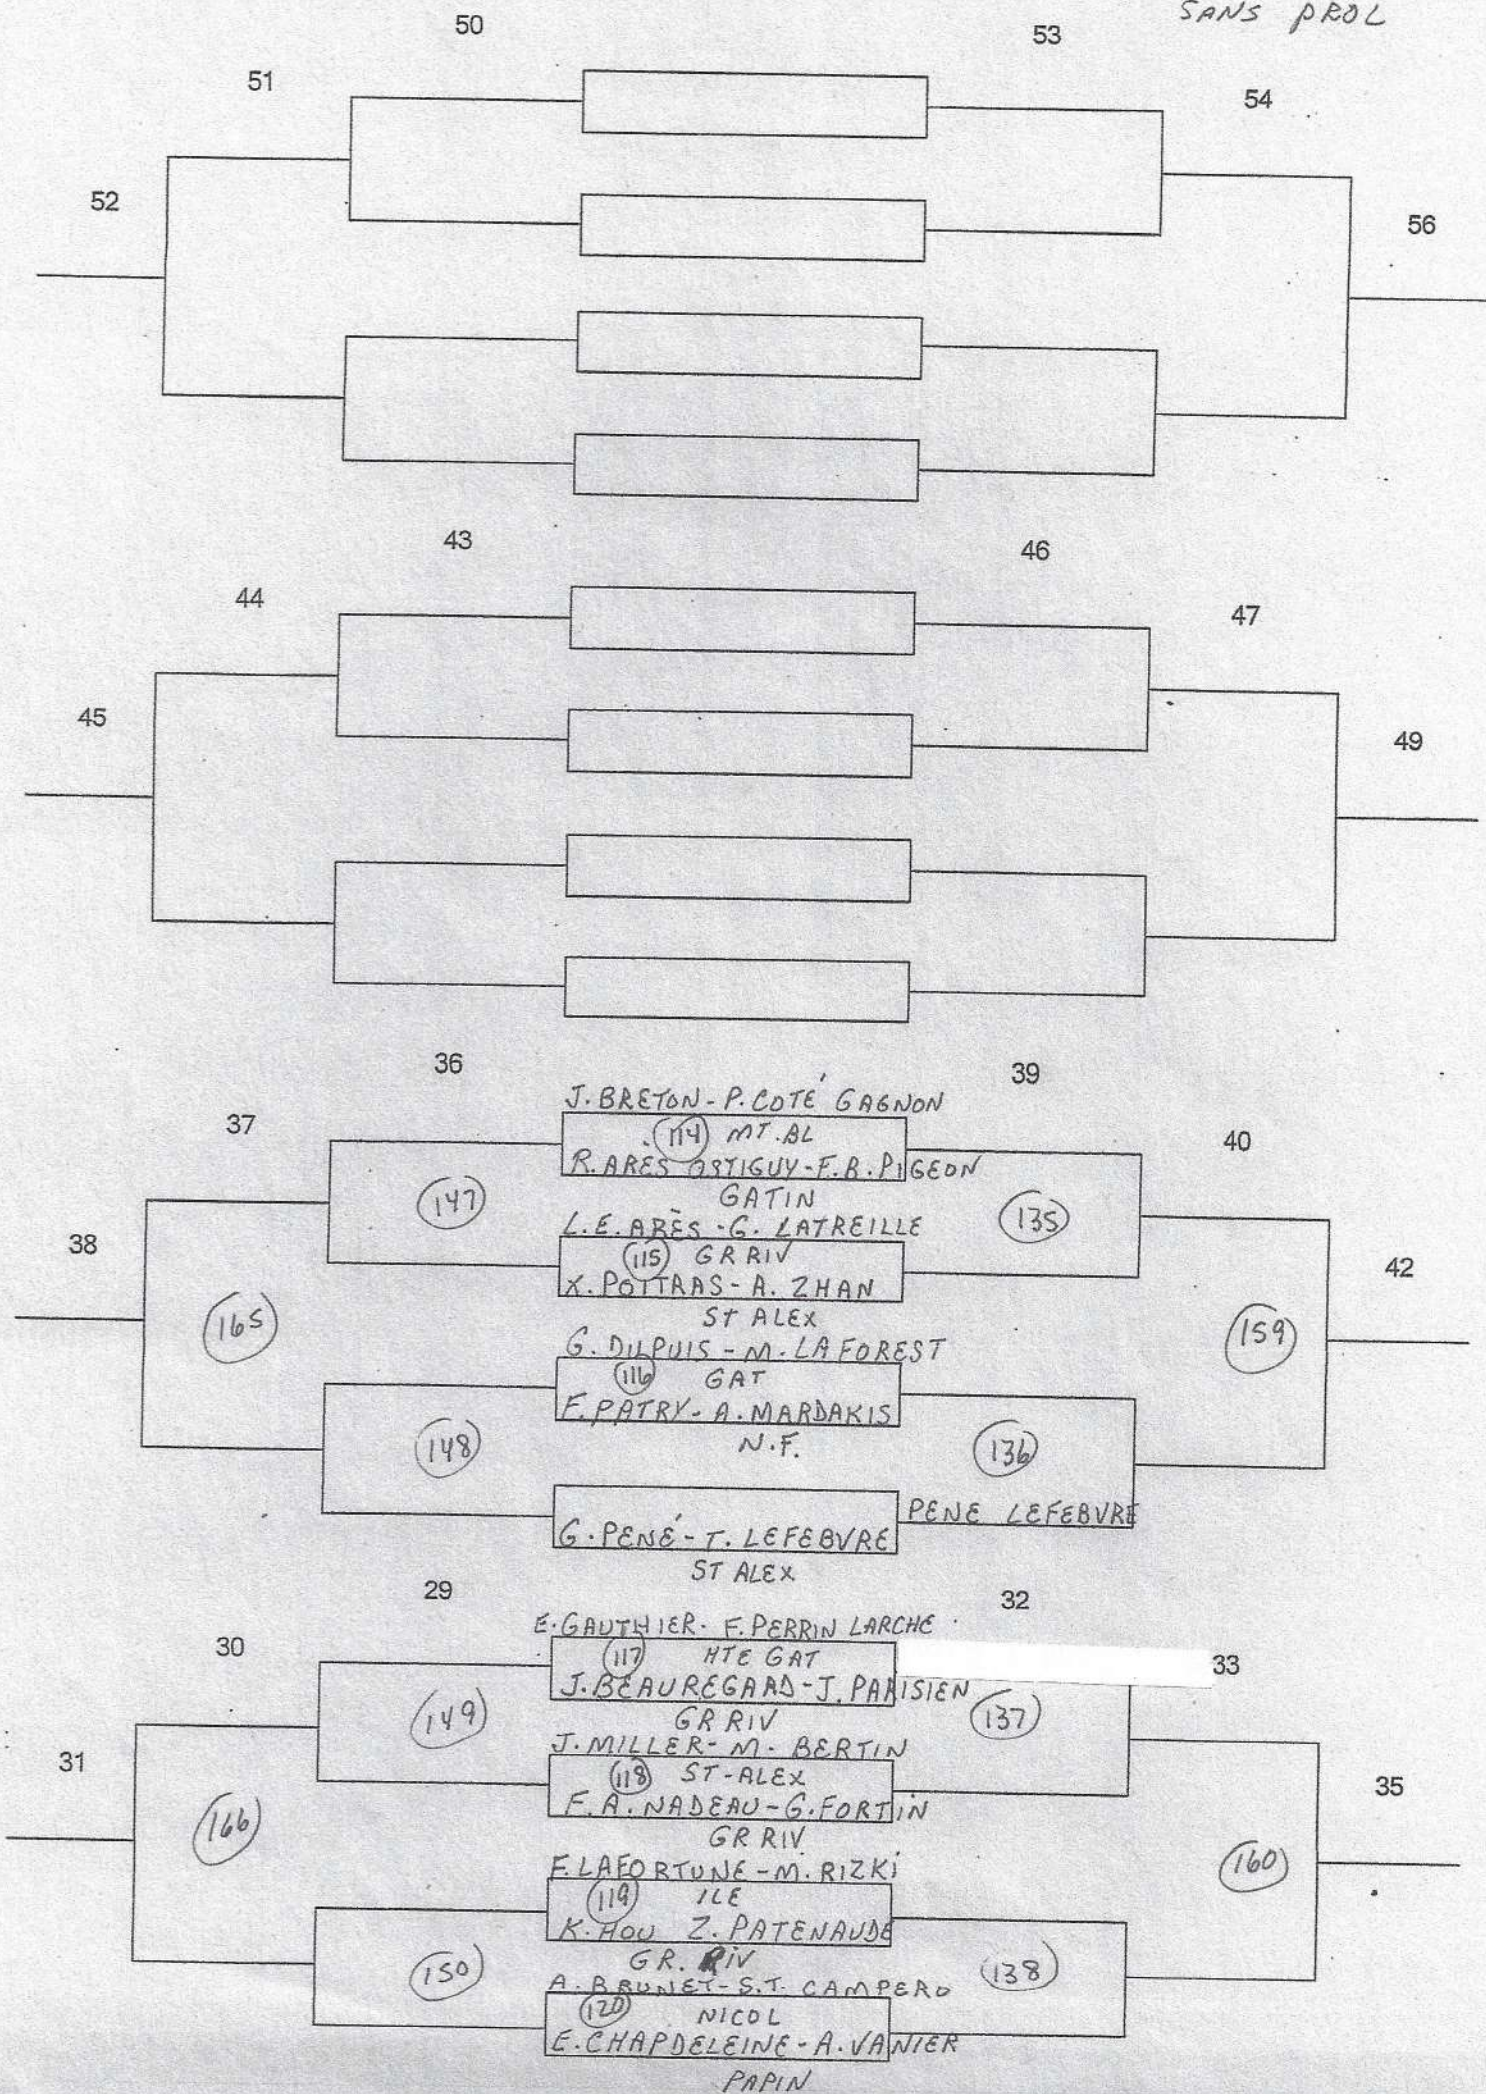 SANS PROL
50
53
51
54
52
56
43
46
44
47
45
49
36
39
J. BRETON - P. COTÉ GAGNON
37
114 MT. BL
40
R. ARÈS OSTIGUY - F. B. PIGEON
147
GATIN
135
L. E. ARÈS - G. LATREILLE
38
115 GR RIV
42
X. POITRAS - A. ZHAN
165
ST ALEX
159
G. DUPUIS - M. LAFOREST
116 GAT
F. PATRY - A. MARDAKIS
148
N.F.
136
PENE LEFEBVRE
G. PENÉ - T. LEFEBVRE
ST ALEX
29
32
E. GAUTHIER - F. PERRIN LARCHE
30
117 HTE GAT
33
J. BEAUREGARD - J. PARISIEN
149
GR RIV
137
J. MILLER - M. BERTIN
31
118 ST-ALEX
35
F. A. NADEAU - G. FORTIN
166
GR RIV
160
F. LAFORTUNE - M. RIZKI
119 ILE
K. HOU Z. PATENAUDE
150
GR. RIV
138
A. BRUNET - S.T. CAMPERO
120 NICOL
E. CHAPDELEINE - A. VANIER
PAPIN